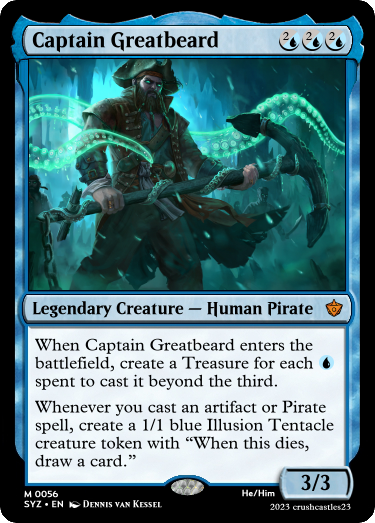 Captain Greatbeard 2 2 2
Legendary Creature — Human Pirate
When Captain Greatbeard enters the
battlefield, create a Treasure for each
spent to cast it beyond the third.
Whenever you cast an artifact or Pirate
spell, create a 1/1 blue Illusion Tentacle
creature token with “When this dies,
draw a card.”
3/3
M 0056 He/Him
SYZ • EN Dennis van Kessel 2023 crushcastles23